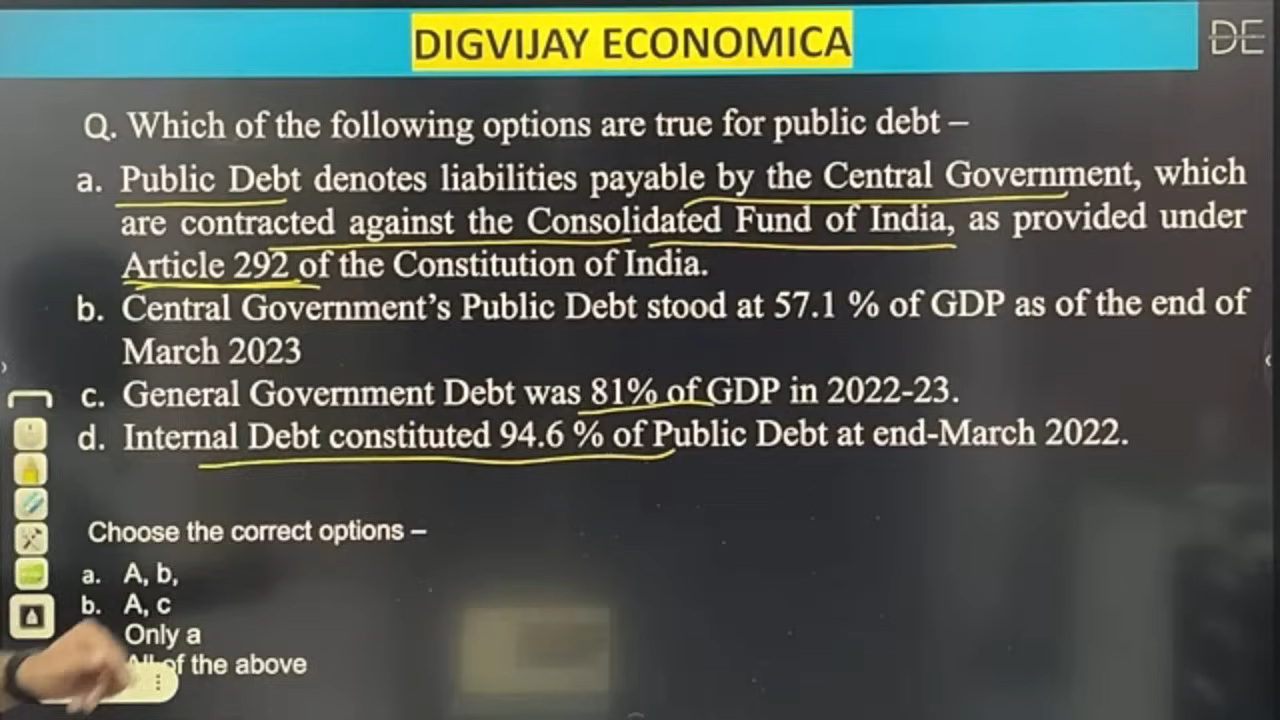 DIGVIJAY ECONOMICA
DE
Q. Which of the following options are true for public debt –
a. Public Debt denotes liabilities payable by the Central Government, which
are contracted against the Consolidated Fund of India, as provided under
Article 292 of the Constitution of India.
b. Central Government’s Public Debt stood at 57.1 % of GDP as of the end of
March 2023
c. General Government Debt was 81% of GDP in 2022-23.
d. Internal Debt constituted 94.6 % of Public Debt at end-March 2022.
Choose the correct options –
a. A, b,
b. A, c
Only a
All of the above